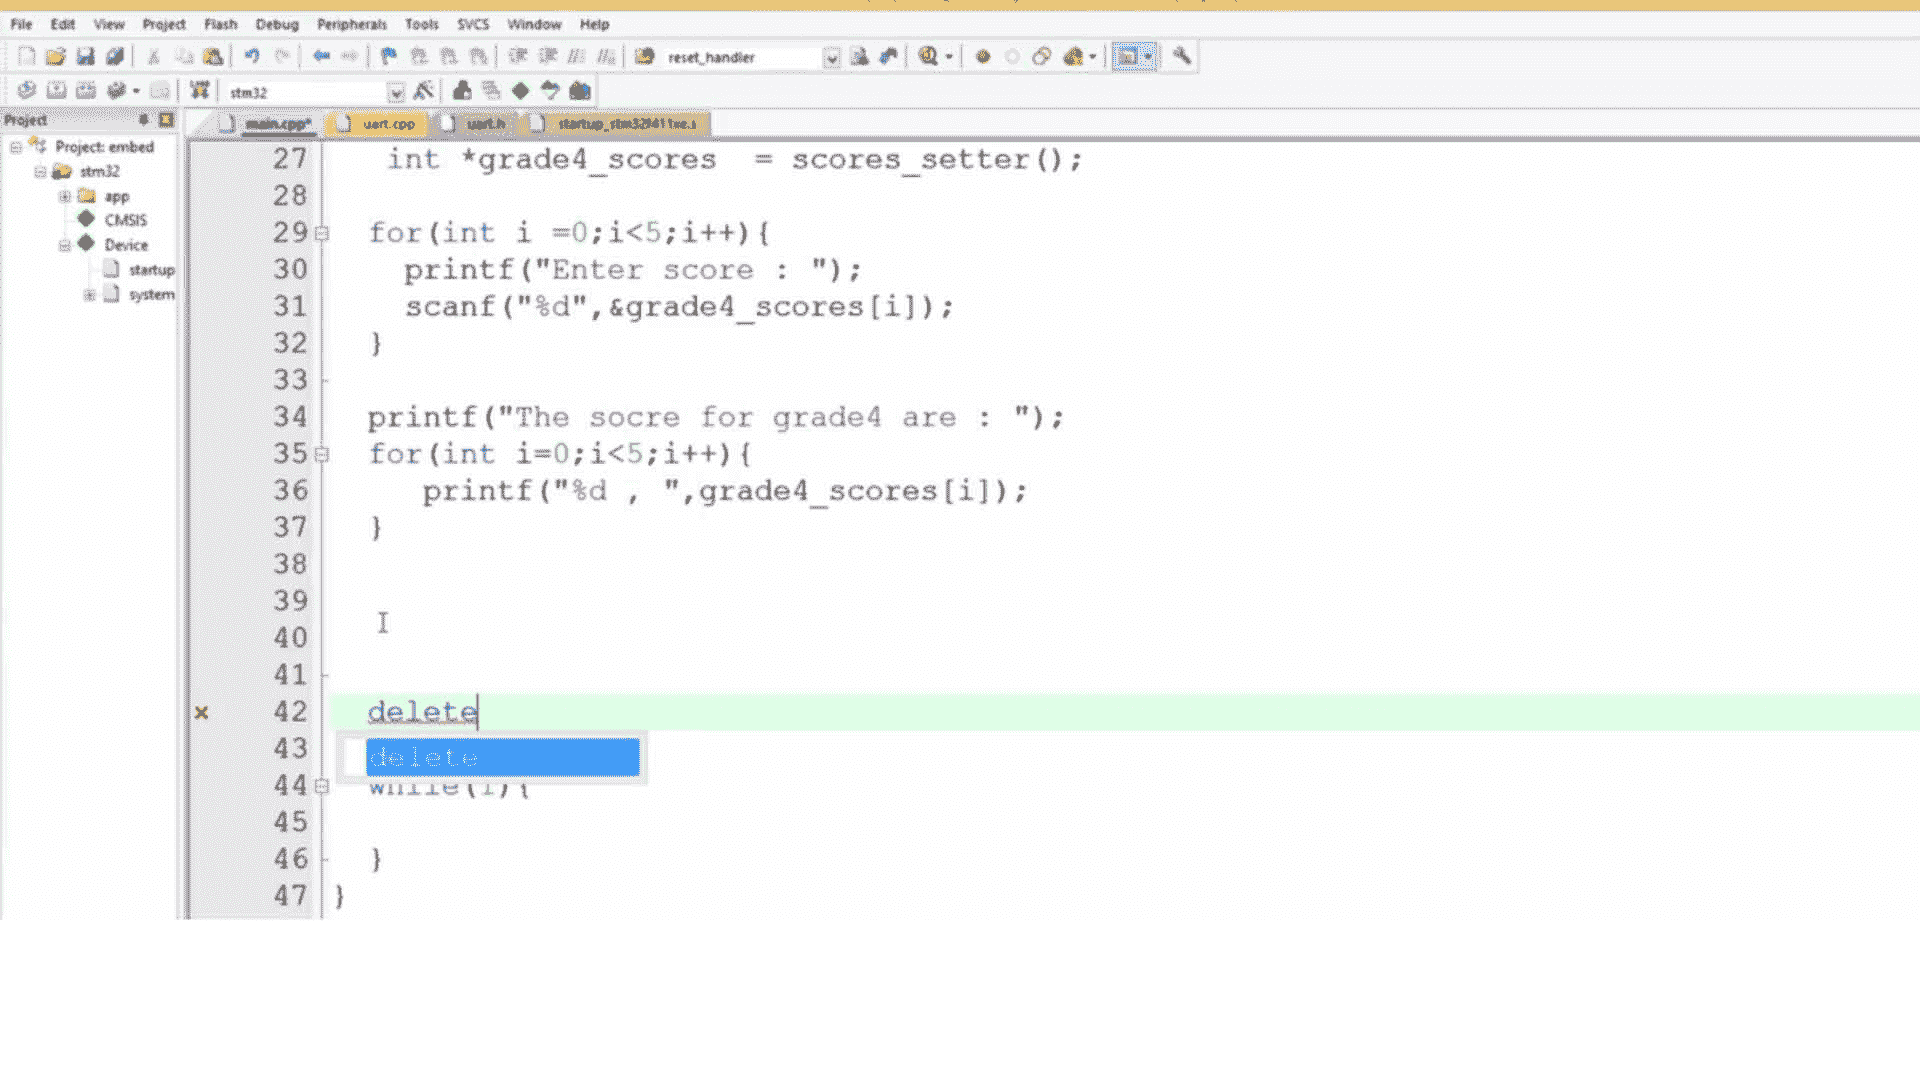 File Edit View Project Flash Debug Peripherals Tools SVCS Window Help
reset_handler
stm32
Project
main.cpp* uart.cpp uart.h startup_stm32f411xe.s
Project: embed
stm32
app
CMSIS
Device
startup
system
27 int *grade4_scores = scores_setter();
28
29 for(int i =0;i<5;i++){
30 printf("Enter score : ");
31 scanf("%d",&grade4_scores[i]);
32 }
33
34 printf("The socre for grade4 are : ");
35 for(int i=0;i<5;i++){
36 printf("%d , ",grade4_scores[i]);
37 }
38
39
40
41
42 delete
43 delete
44 while(1){
45
46 }
47 }